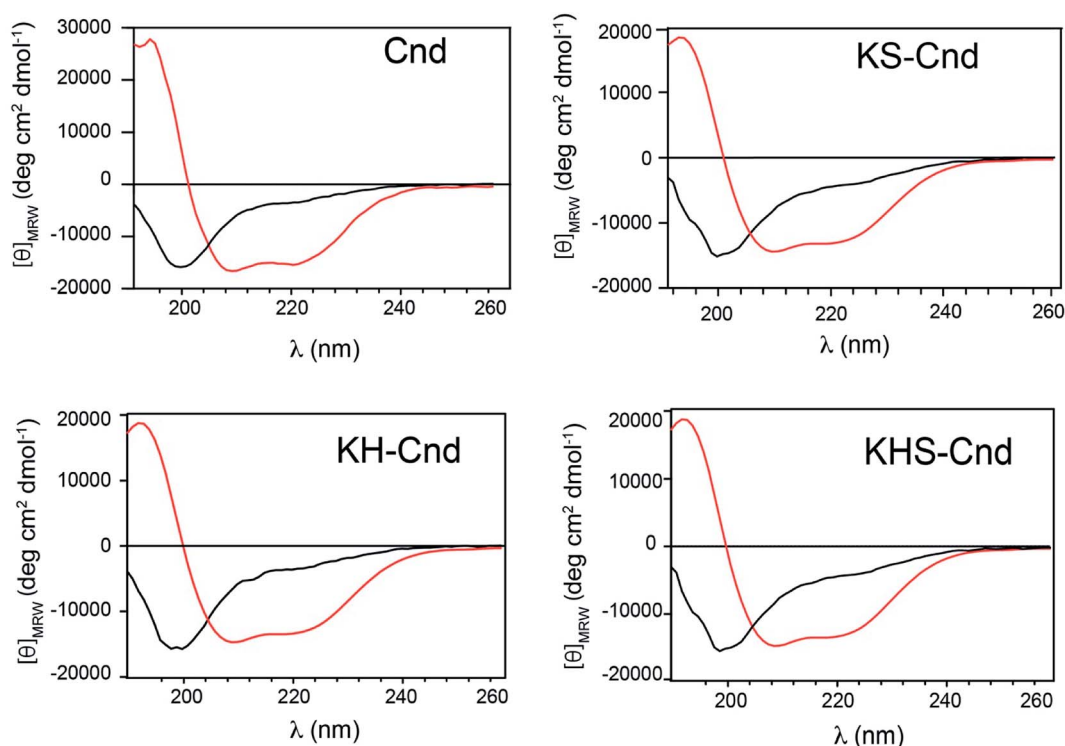 Cnd
30000
20000
10000
0
-10000
-20000
[θ]MRW (deg cm² dmol⁻¹)
200 220 240 260
λ (nm)
KS-Cnd
20000
10000
0
-10000
-20000
[θ]MRW (deg cm² dmol⁻¹)
200 220 240 260
λ (nm)
KH-Cnd
20000
10000
0
-10000
-20000
[θ]MRW (deg cm² dmol⁻¹)
200 220 240 260
λ (nm)
KHS-Cnd
20000
10000
0
-10000
-20000
[θ]MRW (deg cm² dmol⁻¹)
200 220 240 260
λ (nm)